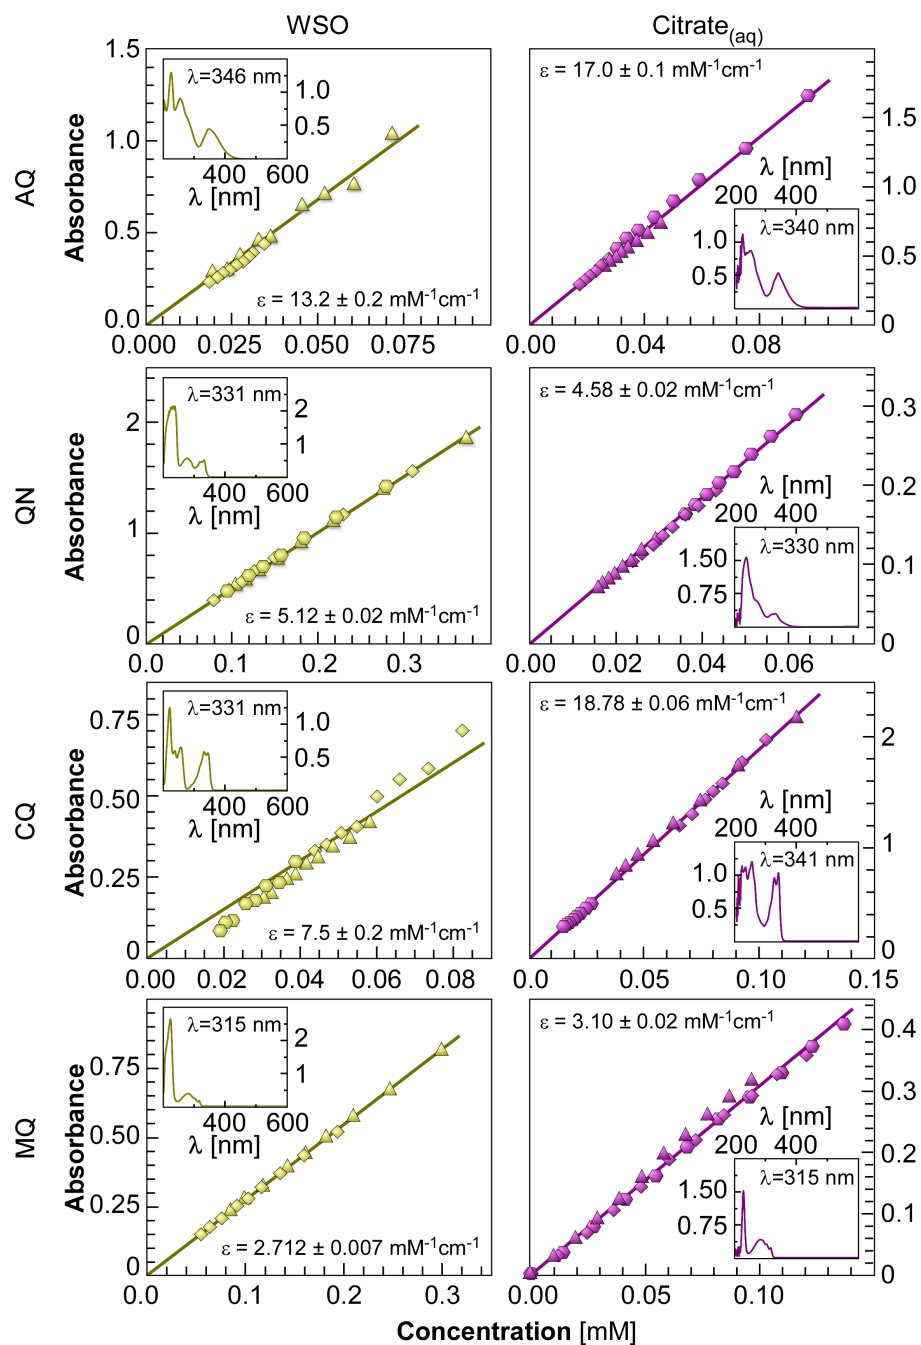 WSO
Citrate(aq)
AQ
Absorbance
1.5
1.0
0.5
0.0
0.000
0.025
0.050
0.075
λ=346 nm
1.0
0.5
400
600
λ [nm]
ε = 13.2 ± 0.2 mM-1cm-1
ε = 17.0 ± 0.1 mM-1cm-1
λ [nm]
200
400
λ=340 nm
1.0
0.5
1.0
0.5
0
0.00
0.04
0.08
QN
Absorbance
2
1
0
0.0
0.1
0.2
0.3
λ=331 nm
2
1
400
600
λ [nm]
ε = 5.12 ± 0.02 mM-1cm-1
ε = 4.58 ± 0.02 mM-1cm-1
λ [nm]
200
400
λ=330 nm
1.50
0.75
0.3
0.2
0.1
0
0.00
0.02
0.04
0.06
CQ
Absorbance
0.75
0.50
0.25
0
0.00
0.02
0.04
0.06
0.08
λ=331 nm
1.0
0.5
400
600
λ [nm]
ε = 7.5 ± 0.2 mM-1cm-1
ε = 18.78 ± 0.06 mM-1cm-1
λ [nm]
200
400
λ=341 nm
1.0
0.5
2
1
0
0.0
0.05
0.10
0.15
MQ
Absorbance
0.75
0.50
0.25
0
0.0
0.1
0.2
0.3
λ=315 nm
2
1
400
600
λ [nm]
ε = 2.712 ± 0.007 mM-1cm-1
ε = 3.10 ± 0.02 mM-1cm-1
λ [nm]
200
400
λ=315 nm
1.50
0.75
0.4
0.3
0.2
0.1
0
0.00
0.05
0.10
Concentration [mM]